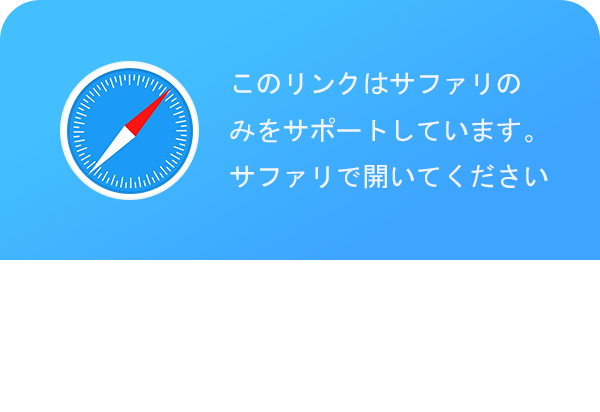 このリンクはサファリの
みをサポートしています。
サファリで開いてください